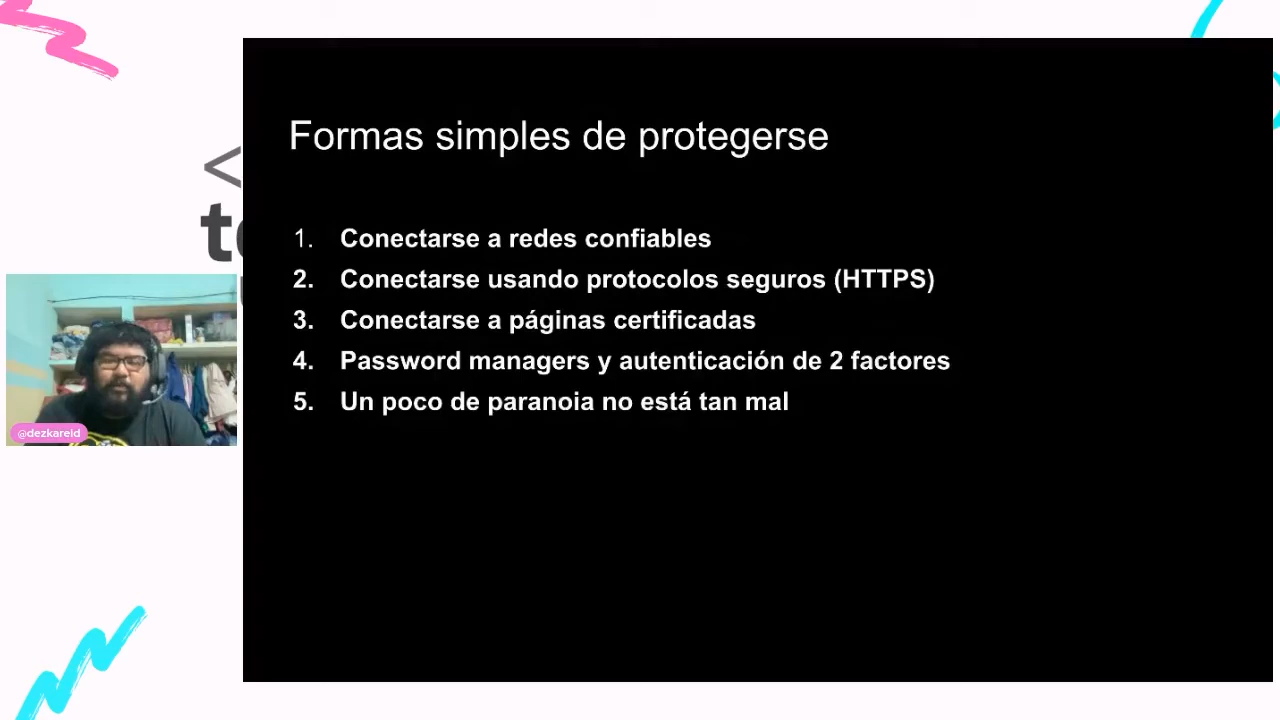 Formas simples de protegerse
1. Conectarse a redes confiables
2. Conectarse usando protocolos seguros (HTTPS)
3. Conectarse a páginas certificadas
4. Password managers y autenticación de 2 factores
5. Un poco de paranoia no está tan mal
<
@dezkareid